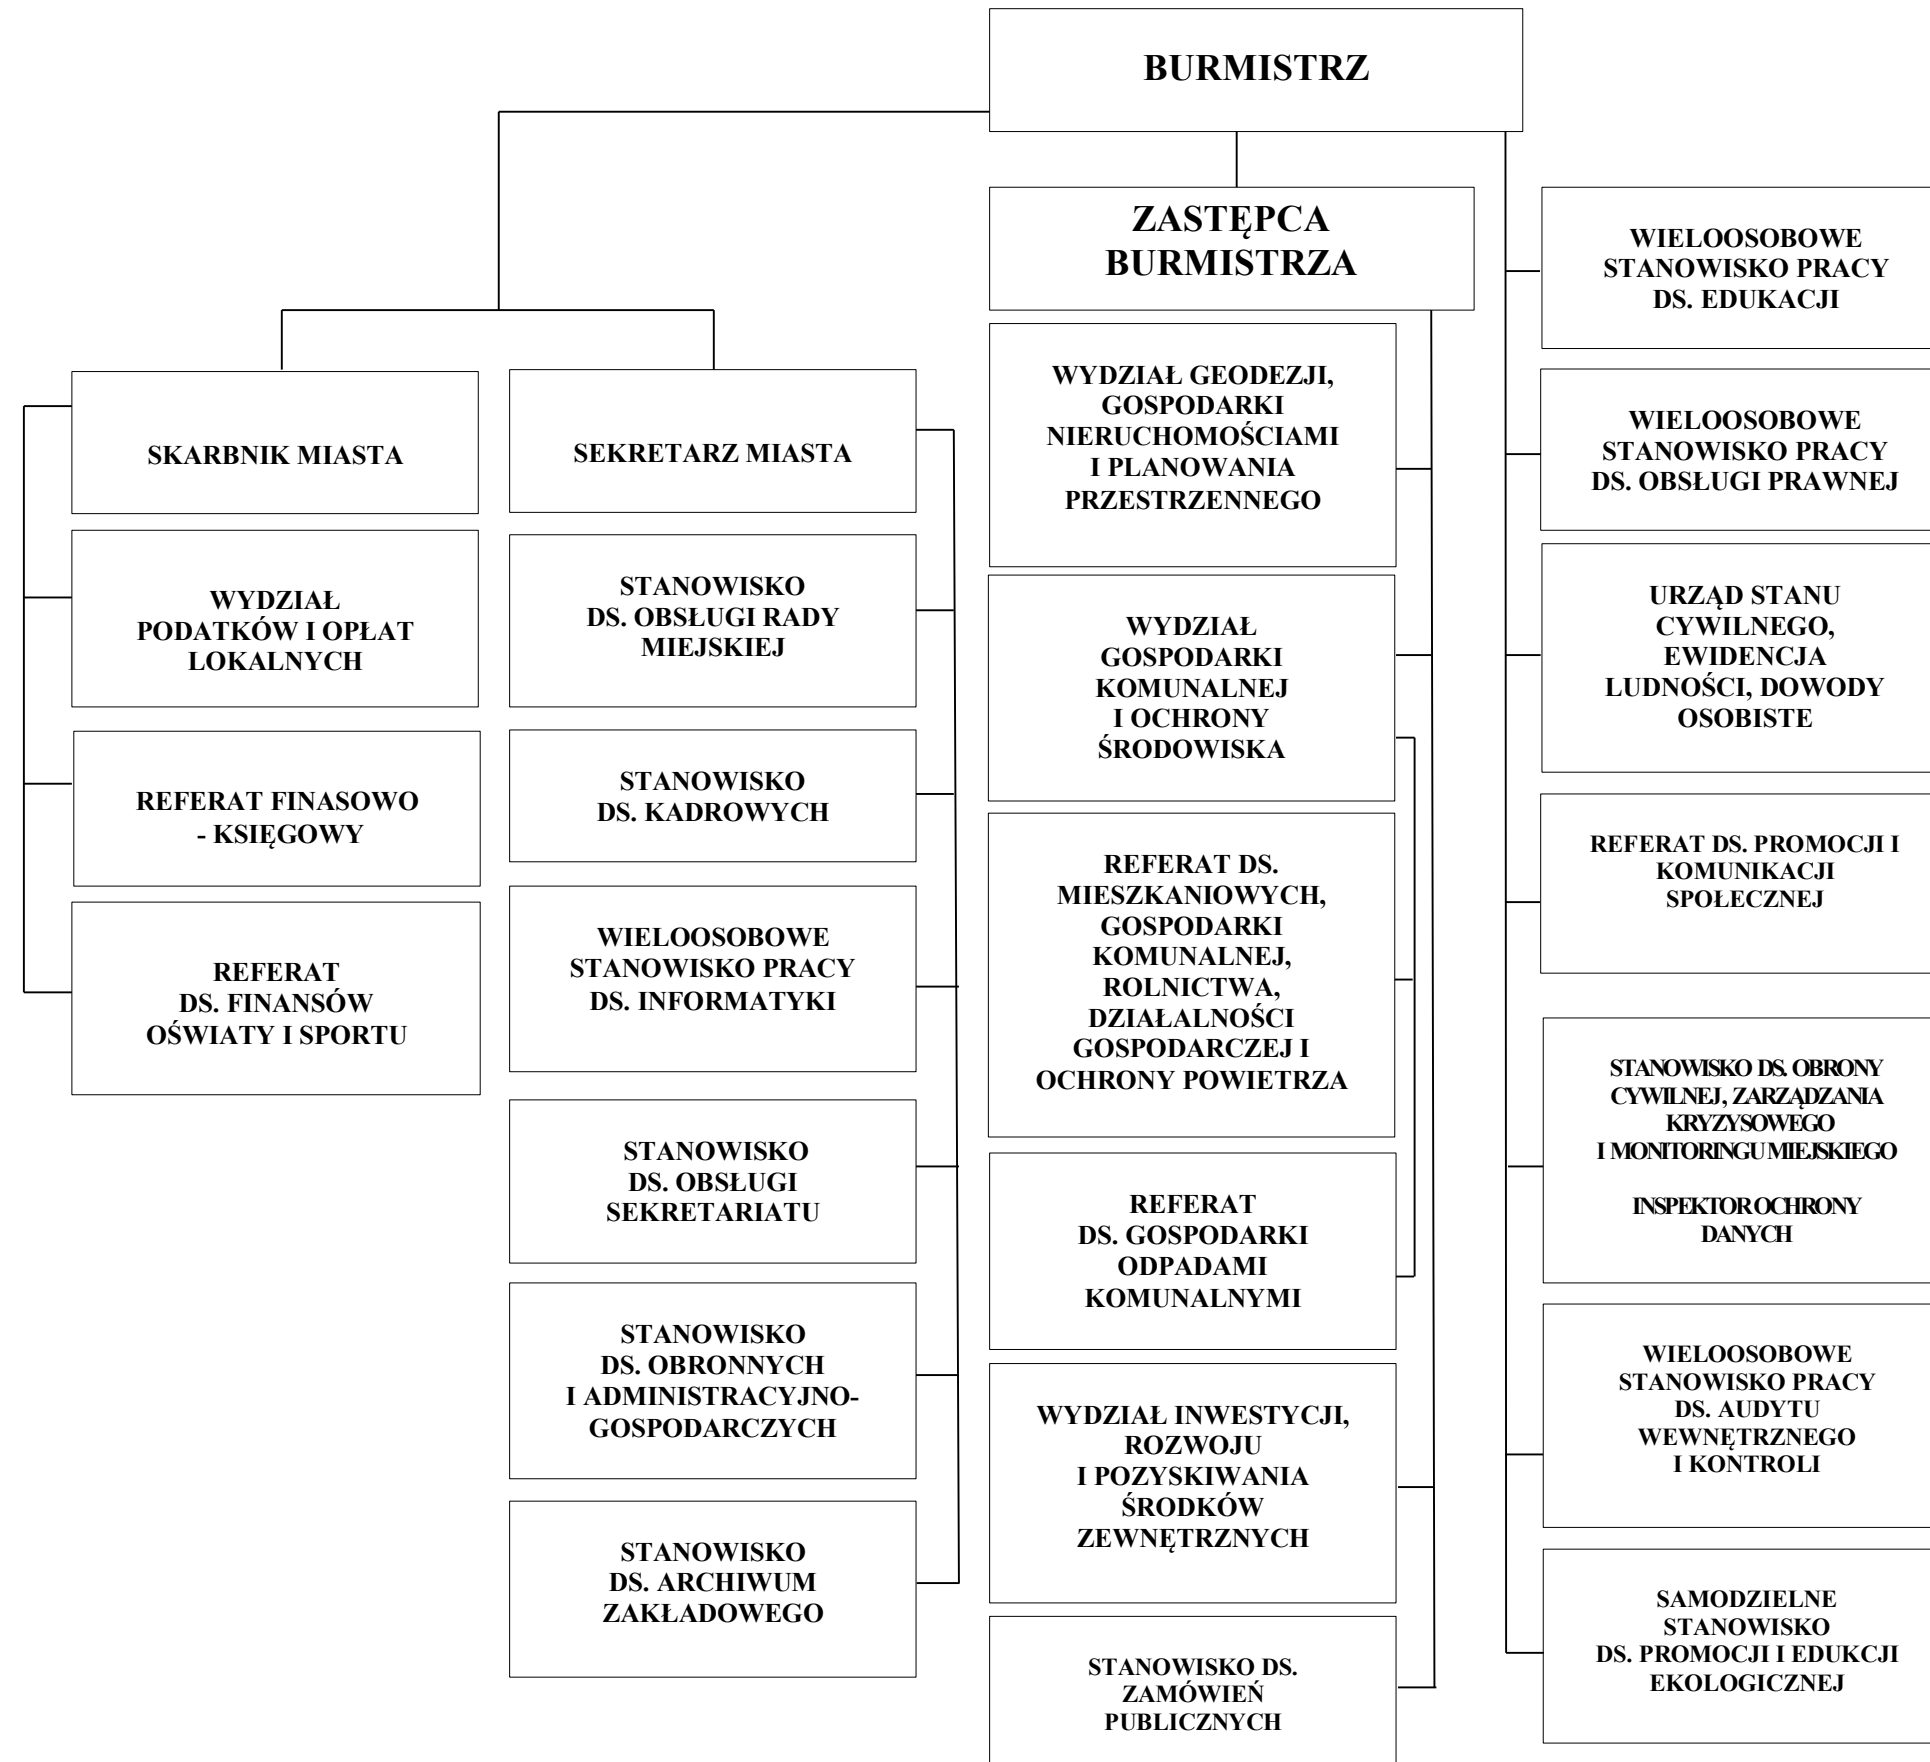 BURMISTRZ
ZASTĘPCA
BURMISTRZA
SKARBNIK MIASTA
WYDZIAŁ
PODATKÓW I OPŁAT
LOKALNYCH
REFERAT FINASOWO
- KSIĘGOWY
REFERAT
DS. FINANSÓW
OŚWIATY I SPORTU
SEKRETARZ MIASTA
STANOWISKO
DS. OBSŁUGI RADY
MIEJSKIEJ
STANOWISKO
DS. KADROWYCH
WIELOOSOBOWE
STANOWISKO PRACY
DS. INFORMATYKI
STANOWISKO
DS. OBSŁUGI
SEKRETARIATU
STANOWISKO
DS. OBRONNYCH
I ADMINISTRACYJNO-
GOSPODARCZYCH
STANOWISKO
DS. ARCHIWUM
ZAKŁADOWEGO
WYDZIAŁ GEODEZJI,
GOSPODARKI
NIERUCHOMOŚCIAMI
I PLANOWANIA
PRZESTRZENNEGO
WYDZIAŁ
GOSPODARKI
KOMUNALNEJ
I OCHRONY
ŚRODOWISKA
REFERAT DS.
MIESZKANIOWYCH,
GOSPODARKI
KOMUNALNEJ,
ROLNICTWA,
DZIAŁALNOŚCI
GOSPODARCZEJ I
OCHRONY POWIETRZA
REFERAT
DS. GOSPODARKI
ODPADAMI
KOMUNALNYMI
WYDZIAŁ INWESTYCJI,
ROZWOJU
I POZYSKIWANIA
ŚRODKÓW
ZEWNĘTRZNYCH
STANOWISKO DS.
ZAMÓWIEŃ
PUBLICZNYCH
WIELOOSOBOWE
STANOWISKO PRACY
DS. EDUKACJI
WIELOOSOBOWE
STANOWISKO PRACY
DS. OBSŁUGI PRAWNEJ
URZĄD STANU
CYWILNEGO,
EWIDENCJA
LUDNOŚCI, DOWODY
OSOBISTE
REFERAT DS. PROMOCJI I
KOMUNIKACJI
SPOŁECZNEJ
STANOWISKO DS. OBRONY
CYWILNEJ, ZARZĄDZANIA
KRYZYSOWEGO
I MONITORINGU MIEJSKIEGO
INSPEKTOR OCHRONY
DANYCH
WIELOOSOBOWE
STANOWISKO PRACY
DS. AUDYTU
WEWNĘTRZNEGO
I KONTROLI
SAMODZIELNE
STANOWISKO
DS. PROMOCJI I EDUKCJI
EKOLOGICZNEJ